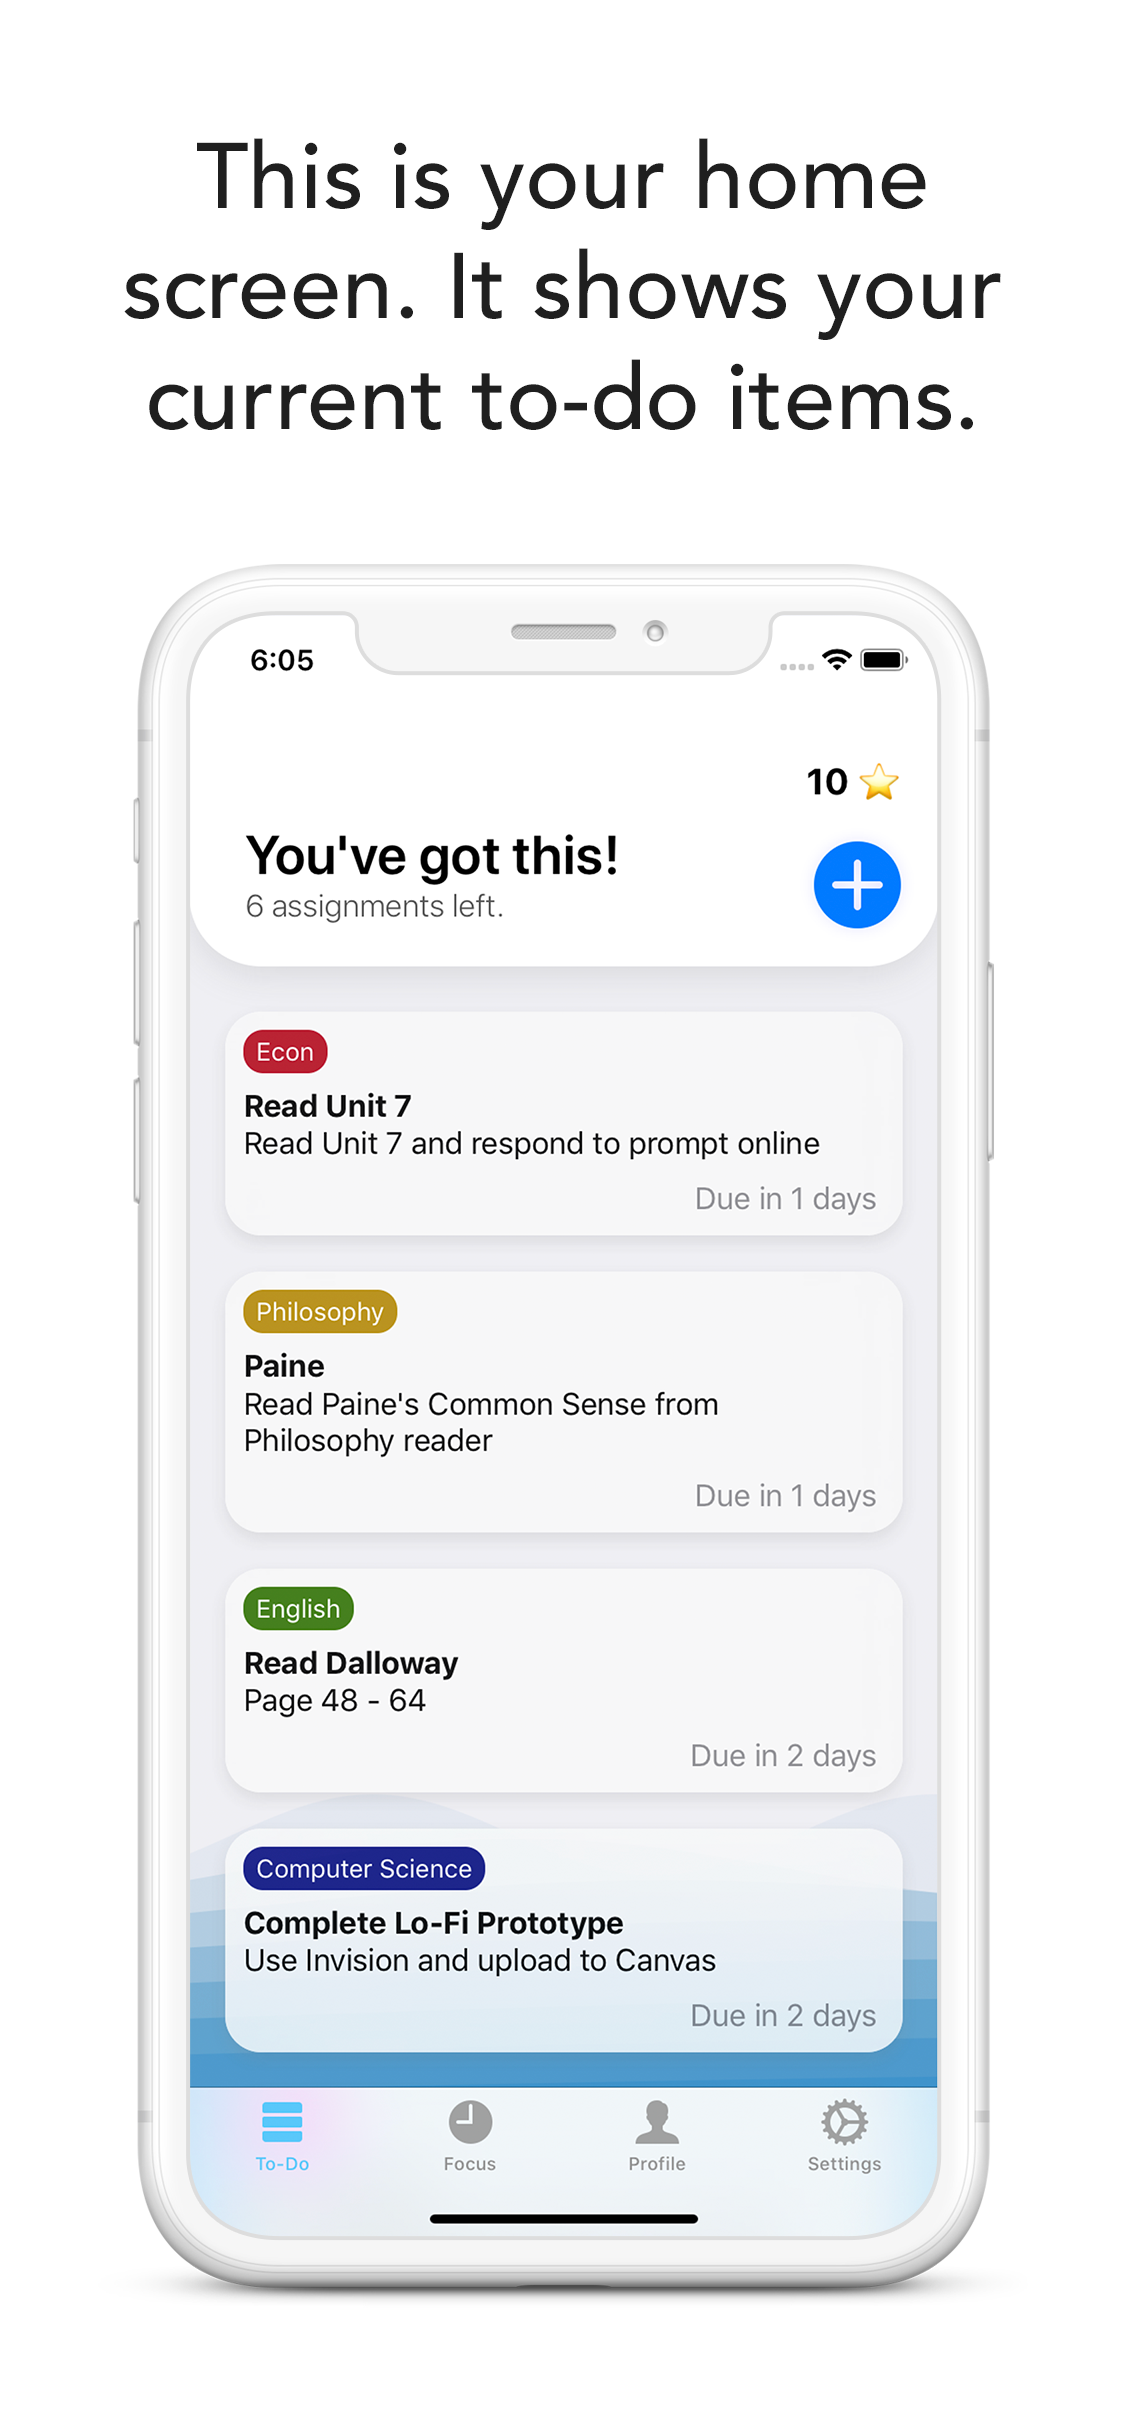 This is your home
screen. It shows your
current to-do items.
6:05
10
You've got this!
6 assignments left.
Econ
Read Unit 7
Read Unit 7 and respond to prompt online
Due in 1 days
Philosophy
Paine
Read Paine's Common Sense from
Philosophy reader
Due in 1 days
English
Read Dalloway
Page 48 - 64
Due in 2 days
Computer Science
Complete Lo-Fi Prototype
Use Invision and upload to Canvas
Due in 2 days
To-Do Focus Profile Settings